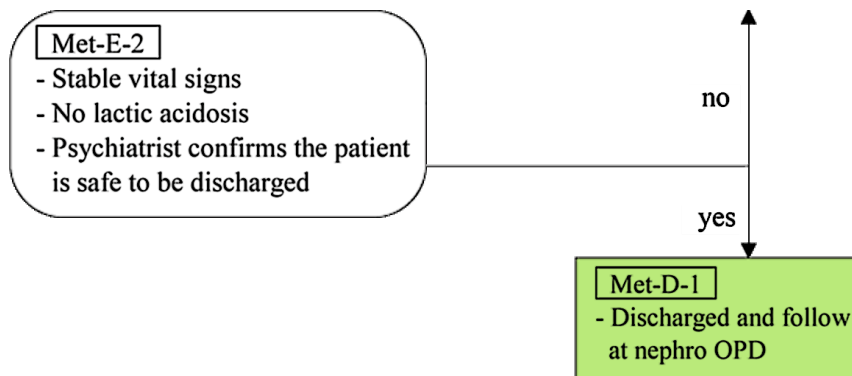 Met-E-2
- Stable vital signs
- No lactic acidosis
- Psychiatrist confirms the patient
is safe to be discharged
no
yes
Met-D-1
- Discharged and follow
at nephro OPD